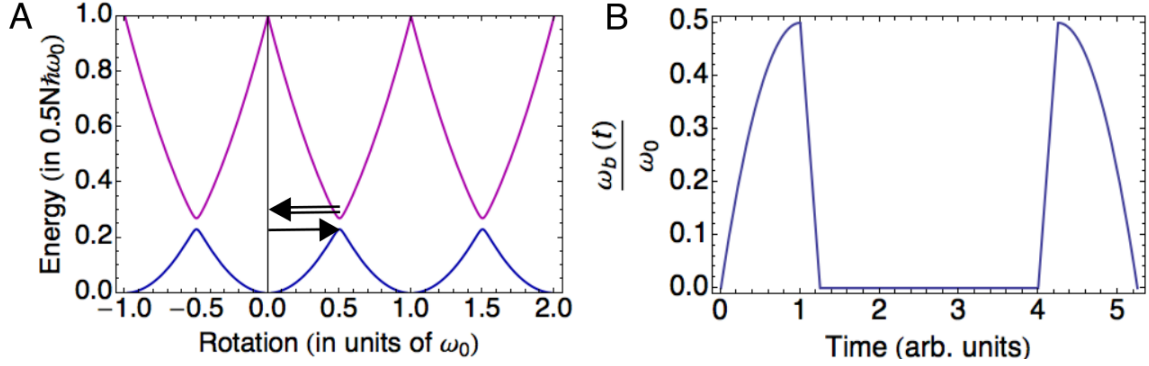 A
Energy (in 0.5Nħω₀)
1.0
0.8
0.6
0.4
0.2
0.0
−1.0 −0.5 0.0 0.5 1.0 1.5 2.0
Rotation (in units of ω₀)
B
ω_b(t)
ω₀
0.5
0.4
0.3
0.2
0.1
0.0
0 1 2 3 4 5
Time (arb. units)